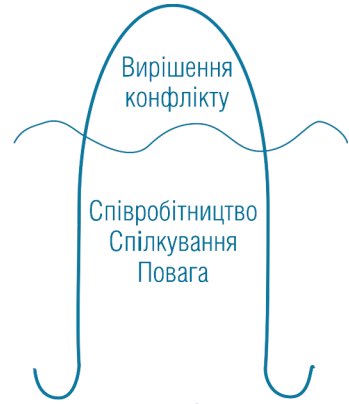 Вирішення
конфлікту
Співробітництво
Спілкування
Повага